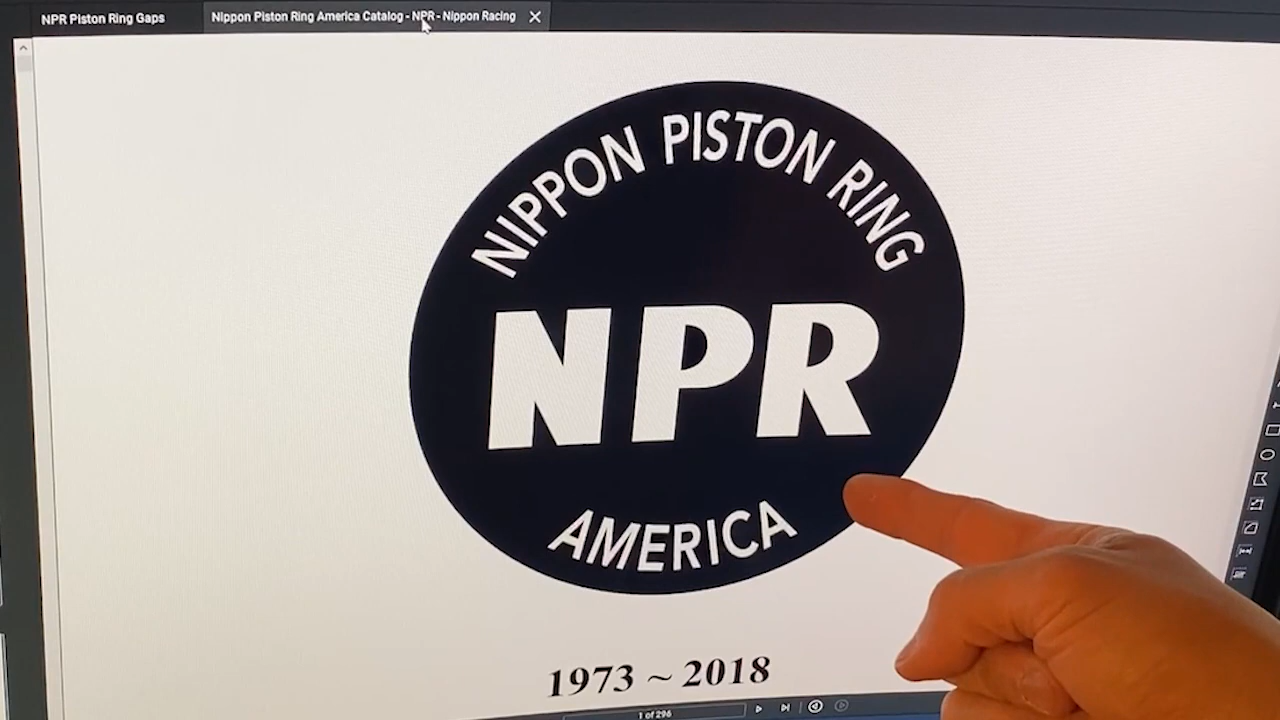 NPR Piston Ring Gaps
Nippon Piston Ring America Catalog - NPR - Nippon Racing
NIPPON PISTON RING
NPR
AMERICA
1973 ~ 2018
1 of 296